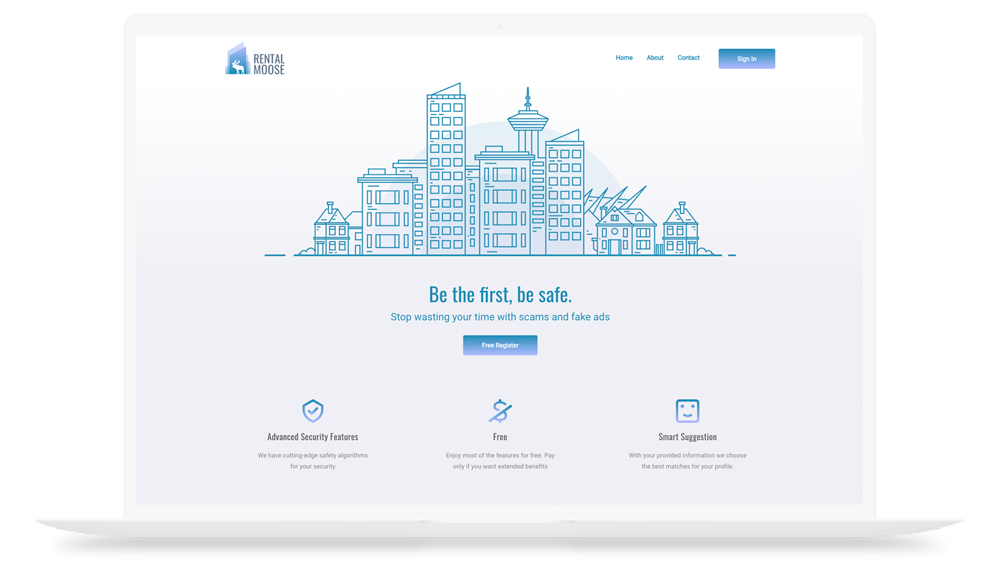 RENTAL
MOOSE
Home About Contact Sign In
Be the first, be safe.
Stop wasting your time with scams and fake ads
Free Register
Advanced Security Features
We have cutting-edge safety algorithms
for your security
Free
Enjoy most of the features for free. Pay
only if you want extended benefits
Smart Suggestion
With your provided information we choose
the best matches for your profile.